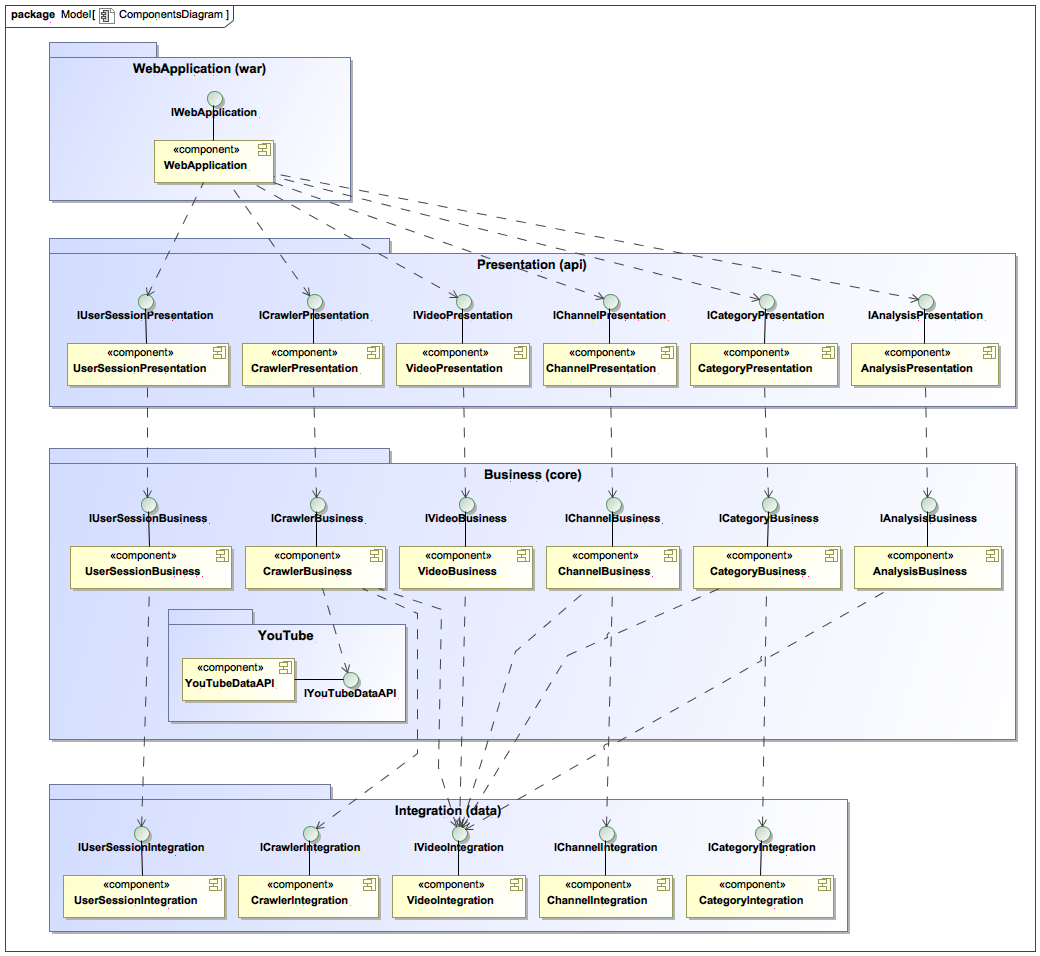 package Model[ ComponentsDiagram ]
WebApplication (war)
IWebApplication
«component»
WebApplication
Presentation (api)
IUserSessionPresentation ICrawlerPresentation IVideoPresentation IChannelPresentation ICategoryPresentation IAnalysisPresentation
«component» «component» «component» «component» «component» «component»
UserSessionPresentation CrawlerPresentation VideoPresentation ChannelPresentation CategoryPresentation AnalysisPresentation
Business (core)
IUserSessionBusiness ICrawlerBusiness IVideoBusiness IChannelBusiness ICategoryBusiness IAnalysisBusiness
«component» «component» «component» «component» «component» «component»
UserSessionBusiness CrawlerBusiness VideoBusiness ChannelBusiness CategoryBusiness AnalysisBusiness
YouTube
«component»
YouTubeDataAPI
IYouTubeDataAPI
Integration (data)
IUserSessionIntegration ICrawlerIntegration IVideoIntegration IChannelIntegration ICategoryIntegration
«component» «component» «component» «component» «component»
UserSessionIntegration CrawlerIntegration VideoIntegration ChannelIntegration CategoryIntegration